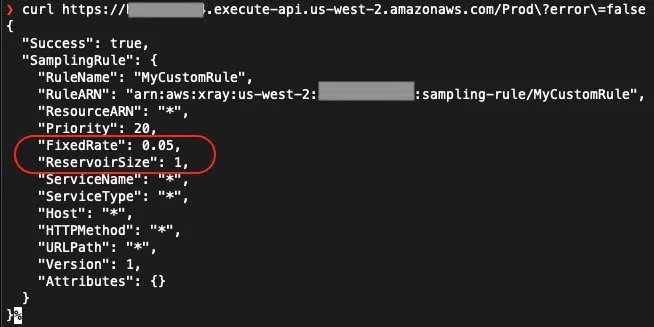 ❯ curl https://h .execute-api.us-west-2.amazonaws.com/Prod\?error\=false
{
  "Success": true,
  "SamplingRule": {
    "RuleName": "MyCustomRule",
    "RuleARN": "arn:aws:xray:us-west-2: :sampling-rule/MyCustomRule",
    "ResourceARN": "*",
    "Priority": 20,
    "FixedRate": 0.05,
    "ReservoirSize": 1,
    "ServiceName": "*",
    "ServiceType": "*",
    "Host": "*",
    "HTTPMethod": "*",
    "URLPath": "*",
    "Version": 1,
    "Attributes": {}
  }
}%